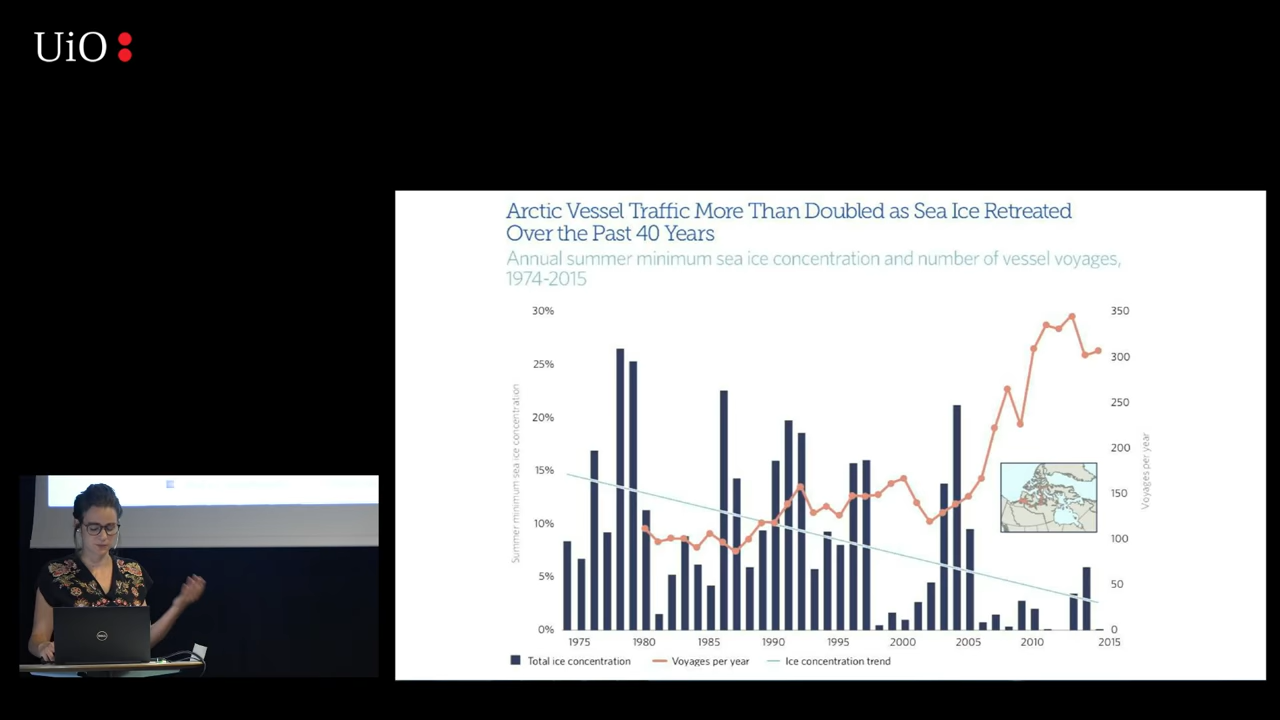 UiO
Arctic Vessel Traffic More Than Doubled as Sea Ice Retreated
Over the Past 40 Years
Annual summer minimum sea ice concentration and number of vessel voyages,
1974-2015
30%
25%
20%
15%
10%
5%
0%
Summer minimum sea ice concentration
350
300
250
200
150
100
50
0
Voyages per year
1975
1980
1985
1990
1995
2000
2005
2010
2015
Total ice concentration
Voyages per year
Ice concentration trend
DELL